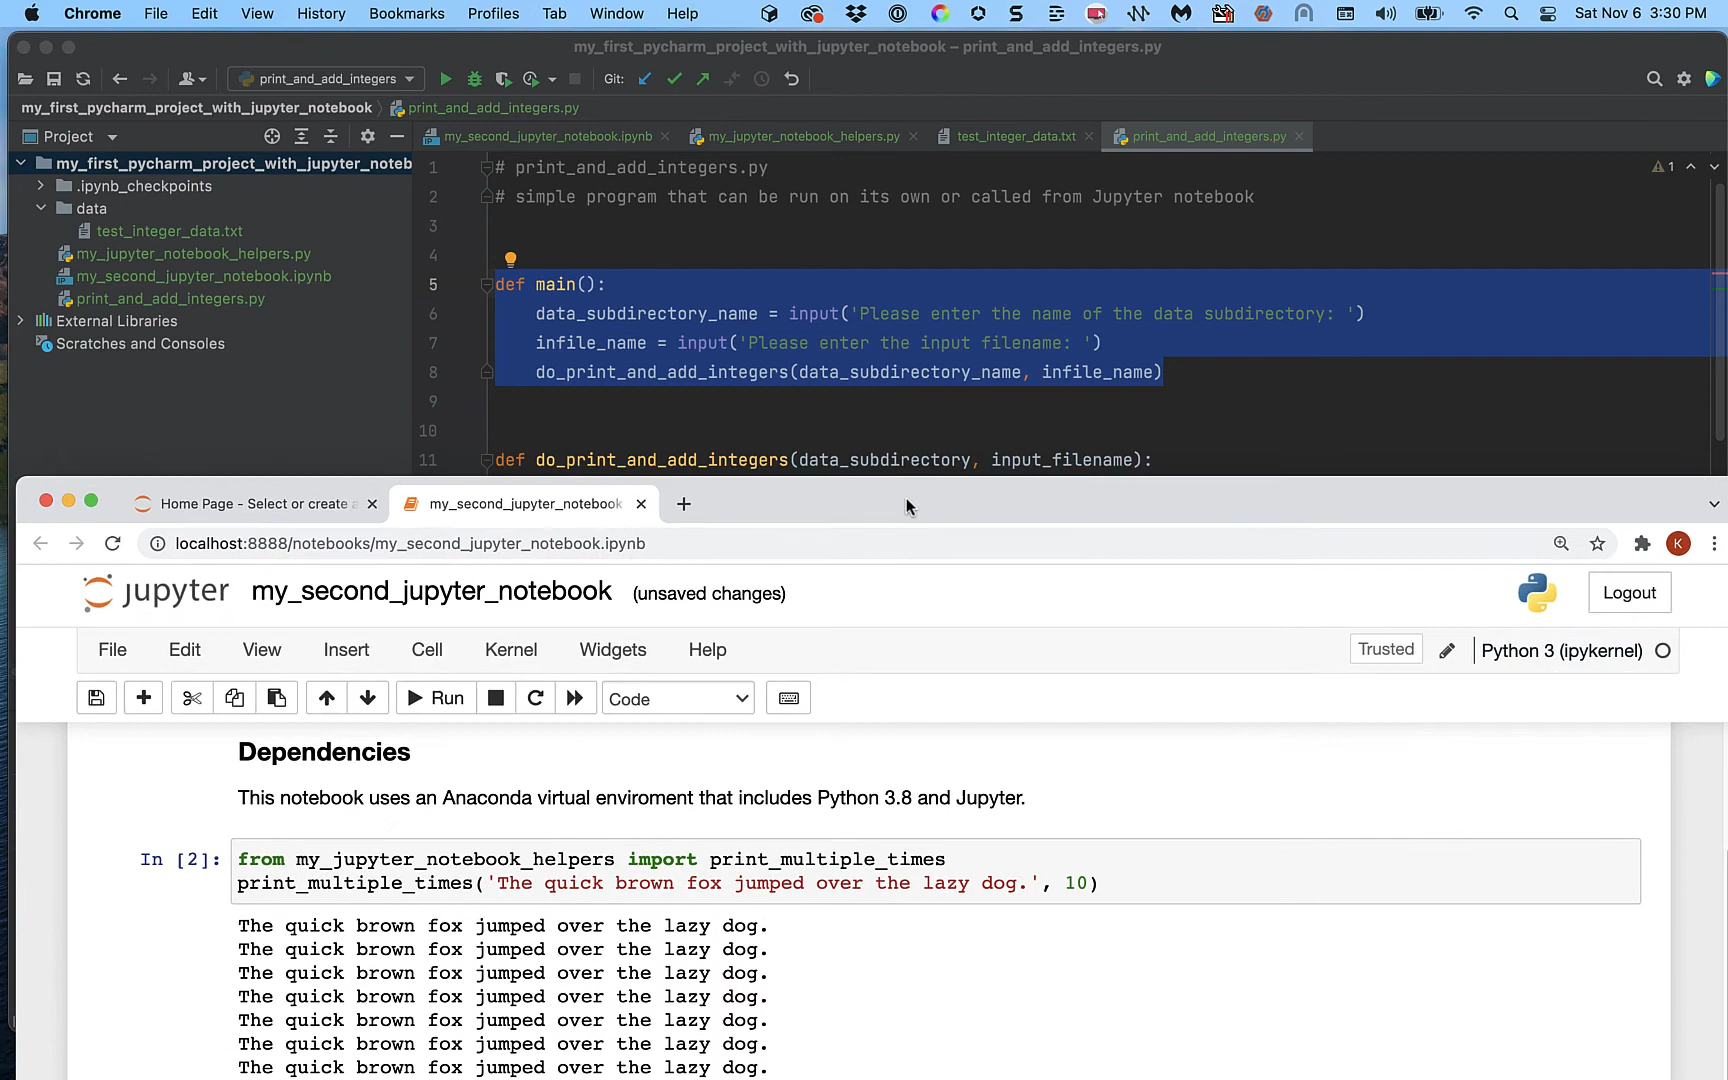 Chrome File Edit View History Bookmarks Profiles Tab Window Help Sat Nov 6 3:30 PM
my_first_pycharm_project_with_jupyter_notebook – print_and_add_integers.py
print_and_add_integers Git:
my_first_pycharm_project_with_jupyter_notebook print_and_add_integers.py
Project my_second_jupyter_notebook.ipynb my_jupyter_notebook_helpers.py test_integer_data.txt print_and_add_integers.py
my_first_pycharm_project_with_jupyter_noteb
.ipynb_checkpoints
data
test_integer_data.txt
my_jupyter_notebook_helpers.py
my_second_jupyter_notebook.ipynb
print_and_add_integers.py
External Libraries
Scratches and Consoles
1 # print_and_add_integers.py 1
2 # simple program that can be run on its own or called from Jupyter notebook
3
4
5 def main():
6 data_subdirectory_name = input('Please enter the name of the data subdirectory: ')
7 infile_name = input('Please enter the input filename: ')
8 do_print_and_add_integers(data_subdirectory_name, infile_name)
9
10
11 def do_print_and_add_integers(data_subdirectory, input_filename):
Home Page - Select or create a my_second_jupyter_notebook
localhost:8888/notebooks/my_second_jupyter_notebook.ipynb K
jupyter my_second_jupyter_notebook (unsaved changes) Logout
File Edit View Insert Cell Kernel Widgets Help Trusted Python 3 (ipykernel)
Run Code
Dependencies
This notebook uses an Anaconda virtual enviroment that includes Python 3.8 and Jupyter.
In [2]: from my_jupyter_notebook_helpers import print_multiple_times
print_multiple_times('The quick brown fox jumped over the lazy dog.', 10)
The quick brown fox jumped over the lazy dog.
The quick brown fox jumped over the lazy dog.
The quick brown fox jumped over the lazy dog.
The quick brown fox jumped over the lazy dog.
The quick brown fox jumped over the lazy dog.
The quick brown fox jumped over the lazy dog.
The quick brown fox jumped over the lazy dog.